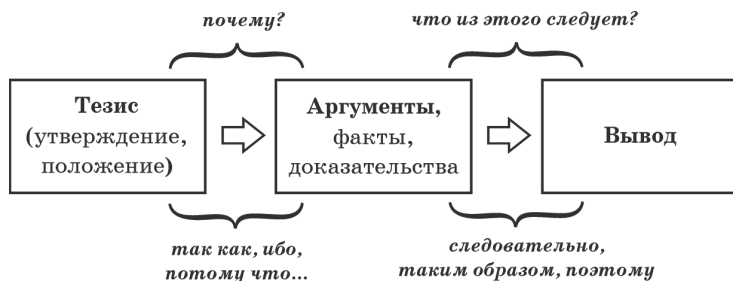 почему?
что из этого следует?
Тезис
(утверждение,
положение)
Аргументы,
факты,
доказательства
Вывод
так как, ибо,
потому что...
следовательно,
таким образом, поэтому